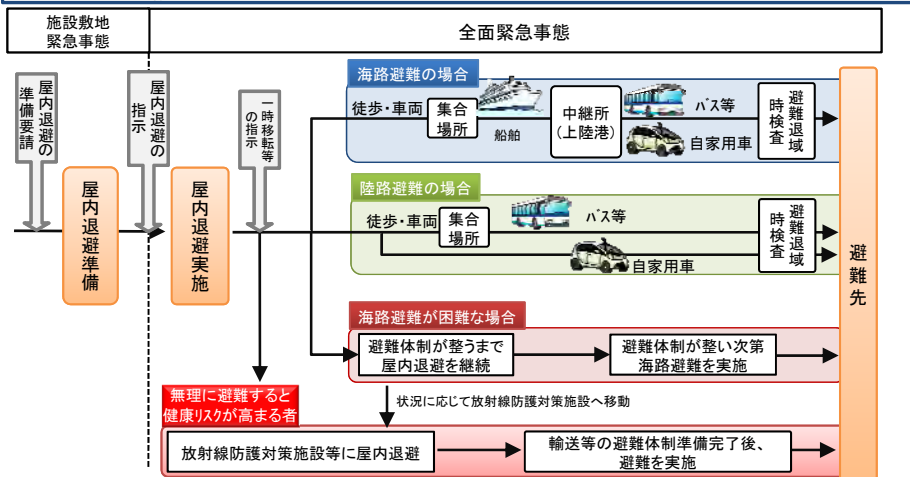 施設敷地
緊急事態
全面緊急事態
屋内退避の
準備要請
屋内退避の
指示
一時移転等
の指示
屋内退避準備
屋内退避実施
海路避難の場合
徒歩・車両
集合
場所
船舶
中継所
(上陸港)
バス等
自家用車
避難退域
時検査
陸路避難の場合
徒歩・車両
集合
場所
バス等
自家用車
避難退域
時検査
避難先
海路避難が困難な場合
避難体制が整うまで
屋内退避を継続
避難体制が整い次第
海路避難を実施
無理に避難すると
健康リスクが高まる者
状況に応じて放射線防護対策施設へ移動
放射線防護対策施設等に屋内退避
輸送等の避難体制準備完了後、
避難を実施